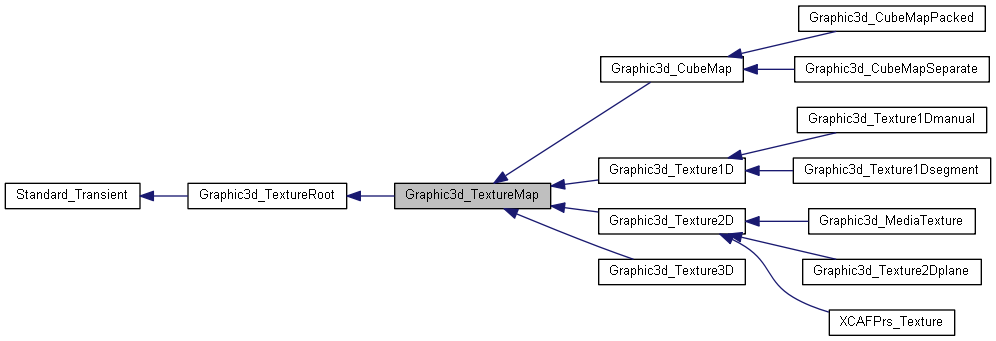 Graphic3d_CubeMapPacked
Graphic3d_CubeMap
Graphic3d_CubeMapSeparate
Graphic3d_Texture1Dmanual
Graphic3d_Texture1D
Graphic3d_Texture1Dsegment
Standard_Transient
Graphic3d_TextureRoot
Graphic3d_TextureMap
Graphic3d_Texture2D
Graphic3d_MediaTexture
Graphic3d_Texture3D
Graphic3d_Texture2Dplane
XCAFPrs_Texture